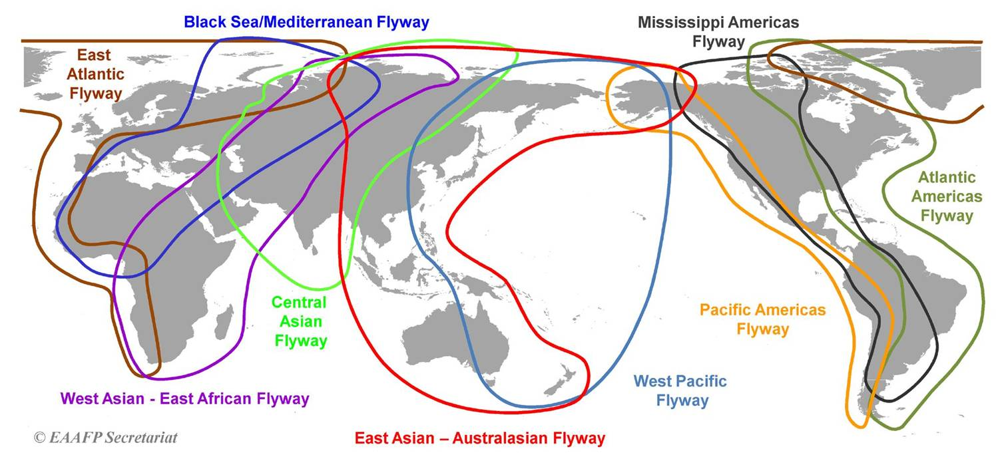 Black Sea/Mediterranean Flyway
Mississippi Americas
Flyway
East
Atlantic
Flyway
Atlantic
Americas
Flyway
Central
Asian
Flyway
Pacific Americas
Flyway
West Pacific
Flyway
West Asian - East African Flyway
East Asian – Australasian Flyway
© EAAFP Secretariat